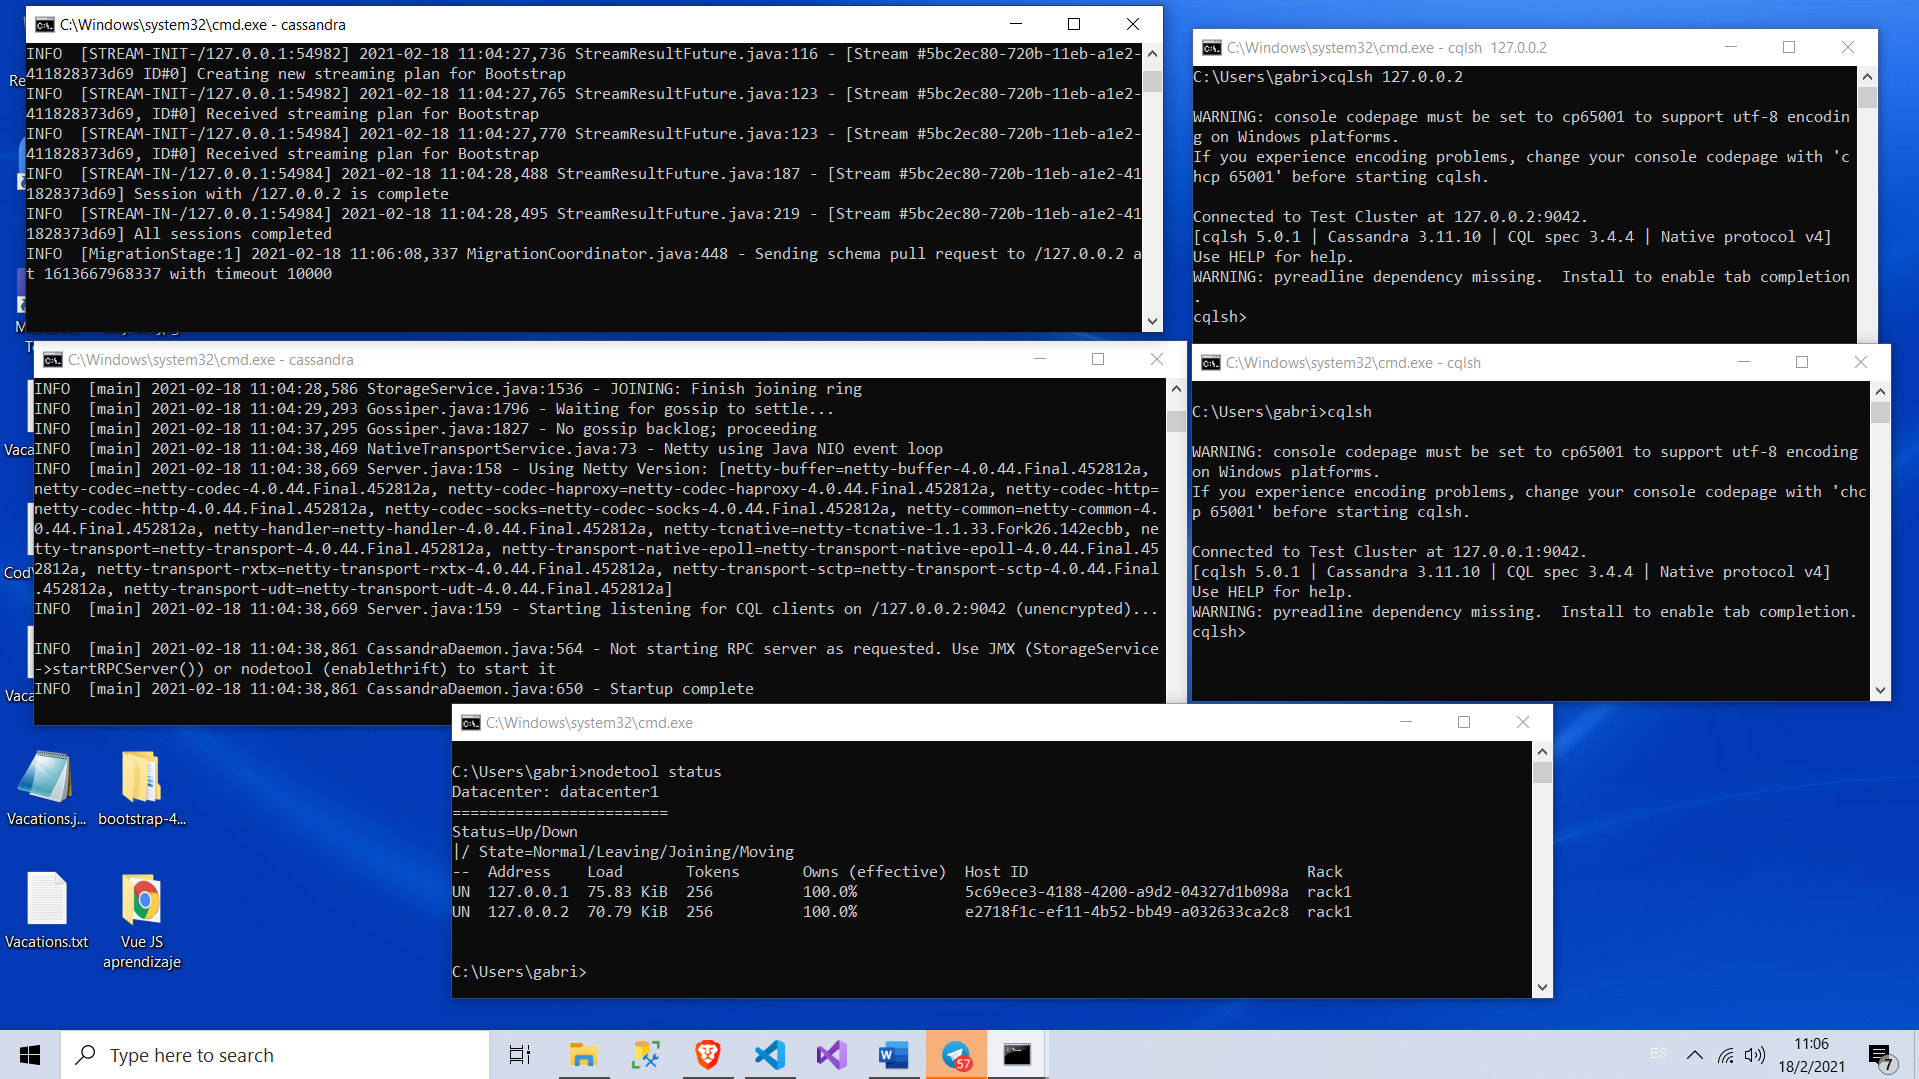 C:\Windows\system32\cmd.exe - cassandra
INFO  [STREAM-INIT-/127.0.0.1:54982] 2021-02-18 11:04:27,736 StreamResultFuture.java:116 - [Stream #5bc2ec80-720b-11eb-a1e2-
411828373d69 ID#0] Creating new streaming plan for Bootstrap
INFO  [STREAM-INIT-/127.0.0.1:54982] 2021-02-18 11:04:27,765 StreamResultFuture.java:123 - [Stream #5bc2ec80-720b-11eb-a1e2-
411828373d69, ID#0] Received streaming plan for Bootstrap
INFO  [STREAM-INIT-/127.0.0.1:54984] 2021-02-18 11:04:27,770 StreamResultFuture.java:123 - [Stream #5bc2ec80-720b-11eb-a1e2-
411828373d69, ID#0] Received streaming plan for Bootstrap
INFO  [STREAM-IN-/127.0.0.1:54984] 2021-02-18 11:04:28,488 StreamResultFuture.java:187 - [Stream #5bc2ec80-720b-11eb-a1e2-41
1828373d69] Session with /127.0.0.2 is complete
INFO  [STREAM-IN-/127.0.0.1:54984] 2021-02-18 11:04:28,495 StreamResultFuture.java:219 - [Stream #5bc2ec80-720b-11eb-a1e2-41
1828373d69] All sessions completed
INFO  [MigrationStage:1] 2021-02-18 11:06:08,337 MigrationCoordinator.java:448 - Sending schema pull request to /127.0.0.2 a
t 1613667968337 with timeout 10000
C:\Windows\system32\cmd.exe - cqlsh  127.0.0.2
C:\Users\gabri>cqlsh 127.0.0.2
WARNING: console codepage must be set to cp65001 to support utf-8 encodin
g on Windows platforms.
If you experience encoding problems, change your console codepage with 'c
hcp 65001' before starting cqlsh.
Connected to Test Cluster at 127.0.0.2:9042.
[cqlsh 5.0.1 | Cassandra 3.11.10 | CQL spec 3.4.4 | Native protocol v4]
Use HELP for help.
WARNING: pyreadline dependency missing.  Install to enable tab completion
.
cqlsh>
C:\Windows\system32\cmd.exe - cassandra
INFO  [main] 2021-02-18 11:04:28,586 StorageService.java:1536 - JOINING: Finish joining ring
INFO  [main] 2021-02-18 11:04:29,293 Gossiper.java:1796 - Waiting for gossip to settle...
INFO  [main] 2021-02-18 11:04:37,295 Gossiper.java:1827 - No gossip backlog; proceeding
INFO  [main] 2021-02-18 11:04:38,469 NativeTransportService.java:73 - Netty using Java NIO event loop
INFO  [main] 2021-02-18 11:04:38,669 Server.java:158 - Using Netty Version: [netty-buffer=netty-buffer-4.0.44.Final.452812a,
netty-codec=netty-codec-4.0.44.Final.452812a, netty-codec-haproxy=netty-codec-haproxy-4.0.44.Final.452812a, netty-codec-http=
netty-codec-http-4.0.44.Final.452812a, netty-codec-socks=netty-codec-socks-4.0.44.Final.452812a, netty-common=netty-common-4.
0.44.Final.452812a, netty-handler=netty-handler-4.0.44.Final.452812a, netty-tcnative=netty-tcnative-1.1.33.Fork26.142ecbb, ne
tty-transport=netty-transport-4.0.44.Final.452812a, netty-transport-native-epoll=netty-transport-native-epoll-4.0.44.Final.45
2812a, netty-transport-rxtx=netty-transport-rxtx-4.0.44.Final.452812a, netty-transport-sctp=netty-transport-sctp-4.0.44.Final
.452812a, netty-transport-udt=netty-transport-udt-4.0.44.Final.452812a]
INFO  [main] 2021-02-18 11:04:38,669 Server.java:159 - Starting listening for CQL clients on /127.0.0.2:9042 (unencrypted)...
INFO  [main] 2021-02-18 11:04:38,861 CassandraDaemon.java:564 - Not starting RPC server as requested. Use JMX (StorageService
->startRPCServer()) or nodetool (enablethrift) to start it
INFO  [main] 2021-02-18 11:04:38,861 CassandraDaemon.java:650 - Startup complete
C:\Windows\system32\cmd.exe - cqlsh
C:\Users\gabri>cqlsh
WARNING: console codepage must be set to cp65001 to support utf-8 encoding
on Windows platforms.
If you experience encoding problems, change your console codepage with 'chc
p 65001' before starting cqlsh.
Connected to Test Cluster at 127.0.0.1:9042.
[cqlsh 5.0.1 | Cassandra 3.11.10 | CQL spec 3.4.4 | Native protocol v4]
Use HELP for help.
WARNING: pyreadline dependency missing.  Install to enable tab completion.
cqlsh>
C:\Windows\system32\cmd.exe
C:\Users\gabri>nodetool status
Datacenter: datacenter1
========================
Status=Up/Down
|/ State=Normal/Leaving/Joining/Moving
--  Address    Load       Tokens       Owns (effective)  Host ID                               Rack
UN  127.0.0.1  75.83 KiB  256          100.0%            5c69ece3-4188-4200-a9d2-04327d1b098a  rack1
UN  127.0.0.2  70.79 KiB  256          100.0%            e2718f1c-ef11-4b52-bb49-a032633ca2c8  rack1
C:\Users\gabri>
Re
Vaca
Cod
Vaca
Vacations.j...
bootstrap-4...
Vacations.txt
Vue JS
aprendizaje
Type here to search
57
ES
11:06
18/2/2021
7